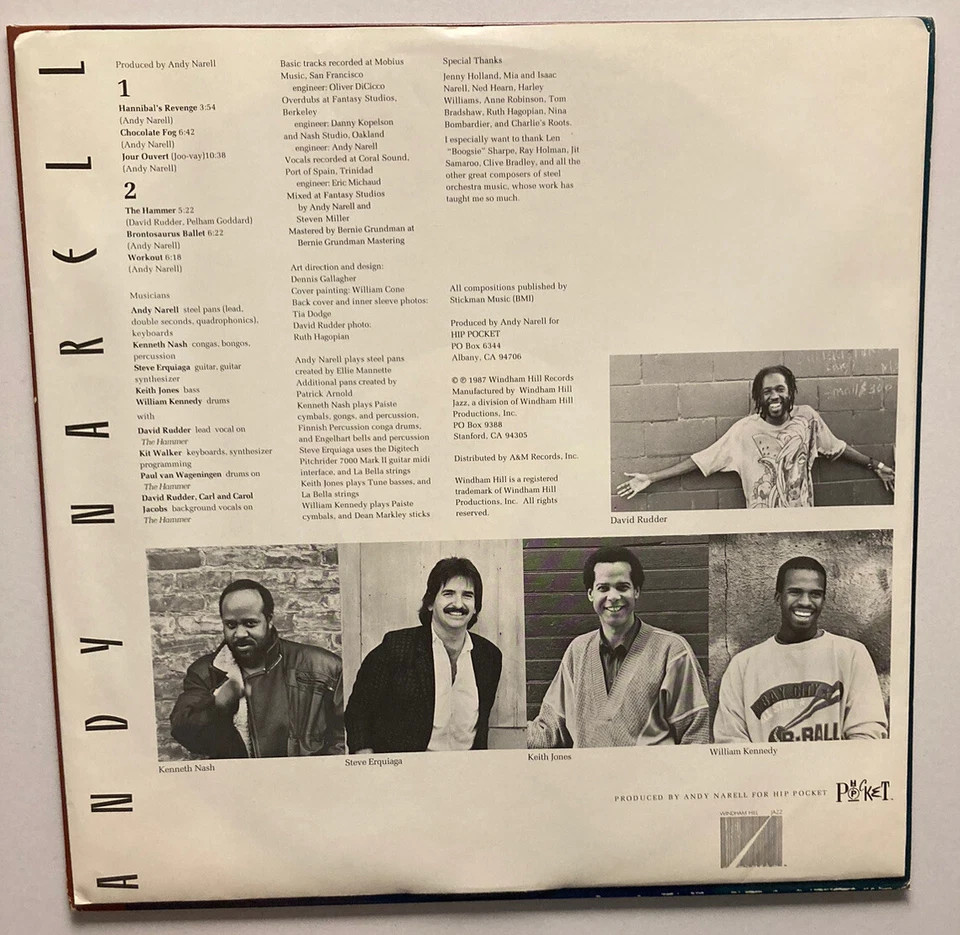 ANDY NARELL
Produced by Andy Narell
1
Hannibal's Revenge 3:54
(Andy Narell)
Chocolate Fog 6:42
(Andy Narell)
Jour Ouvert (Joo-vay)10:38
(Andy Narell)
2
The Hammer 5:22
(David Rudder, Pelham Goddard)
Brontosaurus Ballet 6:22
(Andy Narell)
Workout 6:18
(Andy Narell)
Musicians
Andy Narell steel pans (lead,
double seconds, quadrophonics),
keyboards
Kenneth Nash congas, bongos,
percussion
Steve Erquiaga guitar, guitar
synthesizer
Keith Jones bass
William Kennedy drums
with
David Rudder lead vocal on
The Hammer
Kit Walker keyboards, synthesizer
programming
Paul van Wageningen drums on
The Hammer
David Rudder, Carl and Carol
Jacobs background vocals on
The Hammer
Basic tracks recorded at Mobius
Music, San Francisco
engineer: Oliver DiCicco
Overdubs at Fantasy Studios,
Berkeley
engineer: Danny Kopelson
and Nash Studio, Oakland
engineer: Andy Narell
Vocals recorded at Coral Sound,
Port of Spain, Trinidad
engineer: Eric Michaud
Mixed at Fantasy Studios
by Andy Narell and
Steven Miller
Mastered by Bernie Grundman at
Bernie Grundman Mastering
Art direction and design:
Dennis Gallagher
Cover painting: William Cone
Back cover and inner sleeve photos:
Tia Dodge
David Rudder photo:
Ruth Hagopian
Andy Narell plays steel pans
created by Ellie Mannette
Additional pans created by
Patrick Arnold
Kenneth Nash plays Paiste
cymbals, gongs, and percussion,
Finnish Percussion conga drums,
and Engelhart bells and percussion
Steve Erquiaga uses the Digitech
Pitchrider 7000 Mark II guitar midi
interface, and La Bella strings
Keith Jones plays Tune basses, and
La Bella strings
William Kennedy plays Paiste
cymbals, and Dean Markley sticks
Special Thanks
Jenny Holland, Mia and Isaac
Narell, Ned Hearn, Harley
Williams, Anne Robinson, Tom
Bradshaw, Ruth Hagopian, Nina
Bombardier, and Charlie's Roots.
I especially want to thank Len
"Boogsie" Sharpe, Ray Holman, Jit
Samaroo, Clive Bradley, and all the
other great composers of steel
orchestra music, whose work has
taught me so much.
All compositions published by
Stickman Music (BMI)
Produced by Andy Narell for
HIP POCKET
PO Box 6344
Albany, CA 94706
© ℗ 1987 Windham Hill Records
Manufactured by Windham Hill
Jazz, a division of Windham Hill
Productions, Inc.
PO Box 9388
Stanford, CA 94305
Distributed by A&M Records, Inc.
Windham Hill is a registered
trademark of Windham Hill
Productions, Inc. All rights
reserved.
David Rudder
BAY CITY
BALL
Kenneth Nash
Steve Erquiaga
Keith Jones
William Kennedy
PRODUCED BY ANDY NARELL FOR HIP POCKET
HIP POCKET
WINDHAM HILL JAZZ